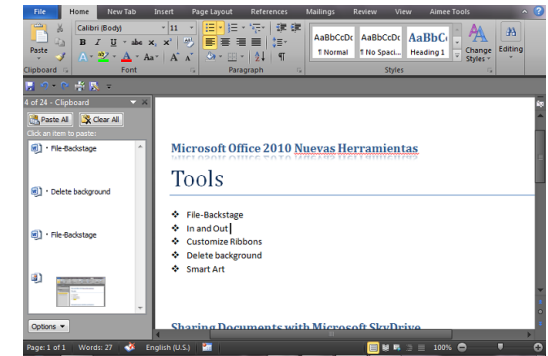 File Home New Tab Insert Page Layout References Mailings Review View Aimee Tools
Calibri (Body) 11
AaBbCcDc AaBbCcDc AaBbC
Paste B I U abc x₂ x² ¶ Normal ¶ No Spaci... Heading 1 Change Styles Editing
Clipboard Font Paragraph Styles
4 of 24 - Clipboard
Paste All Clear All
Click an item to paste:
· File-Backstage
· Delete background
· File-Backstage
Options
Microsoft Office 2010 Nuevas Herramientas
Tools
❖ File-Backstage
❖ In and Out
❖ Customize Ribbons
❖ Delete background
❖ Smart Art
Sharing Documents with Microsoft SkyDrive
Page: 1 of 1 Words: 27 English (U.S.) 100%